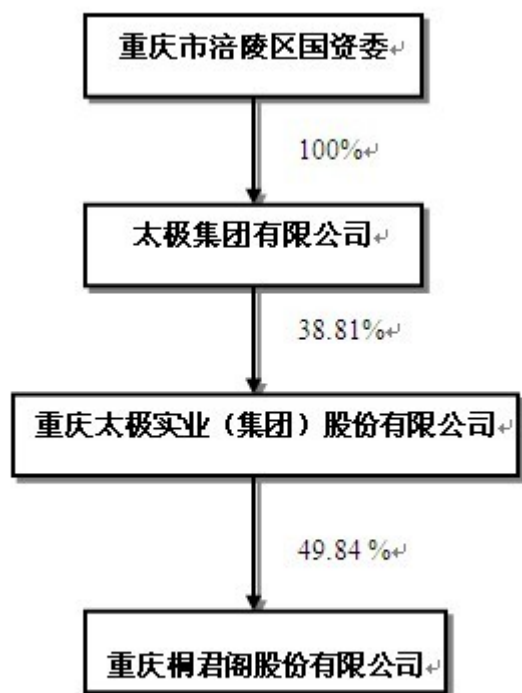 重庆市涪陵区国资委↵
100%↵
太极集团有限公司↵
38.81%↵
重庆太极实业（集团）股份有限公司↵
49.84 %↵
重庆桐君阁股份有限公司↵